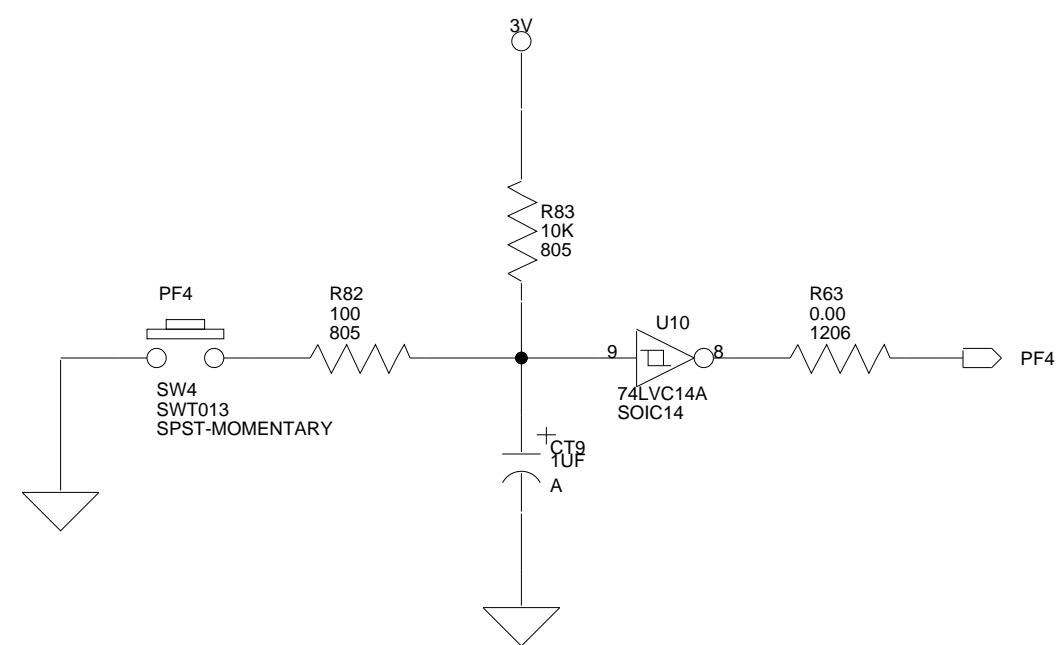 3V
R83
10K
805
PF4
R82
100
805
R63
0.00
1206
U10
9
8
PF4
SW4
SWT013
SPST-MOMENTARY
74LVC14A
SOIC14
CT9
1UF
A